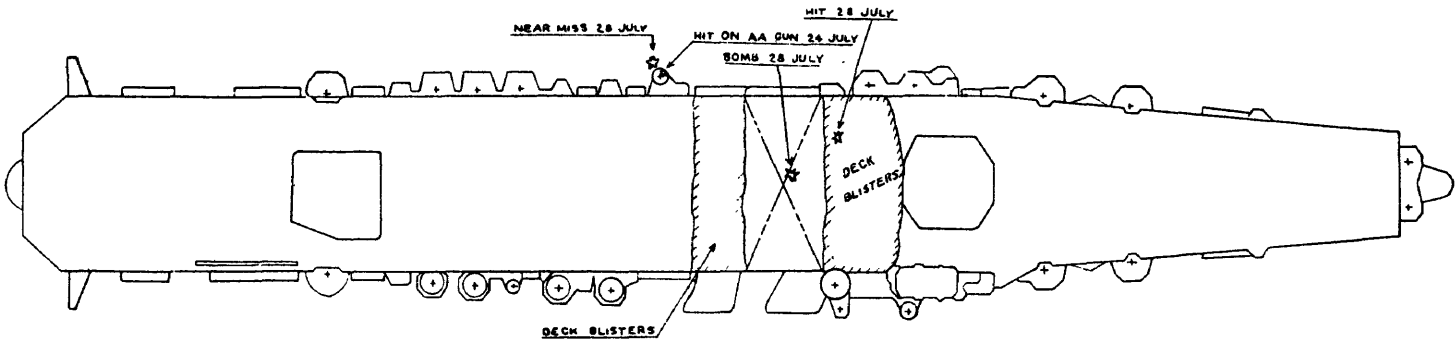 HIT 28 JULY
NEAR MISS 28 JULY
HIT ON AA GUN 24 JULY
BOMB 28 JULY
DECK
BLISTERS
DECK BLISTERS